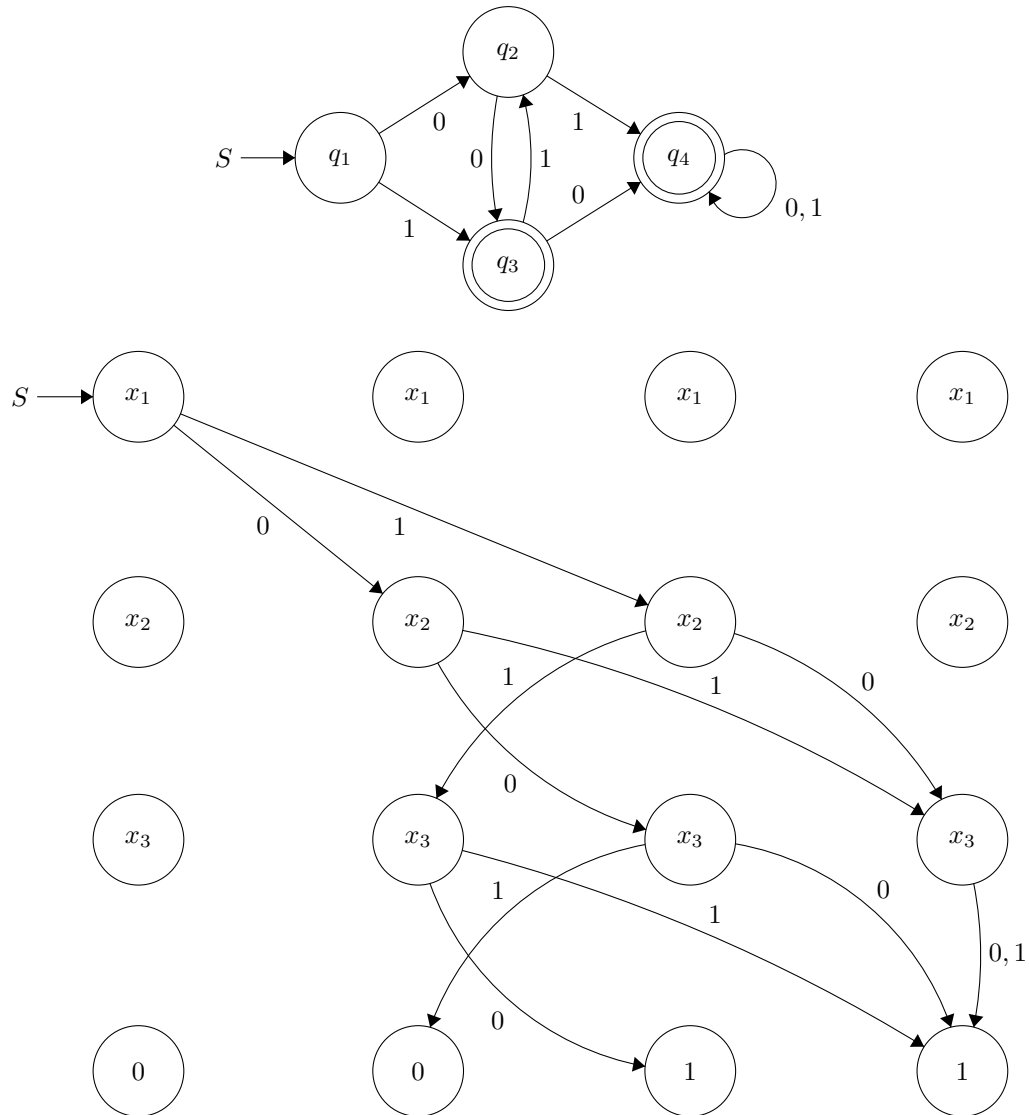 q₂
0 1
S q₁ 0 1 q₄
1 0 0, 1
q₃
S x₁ x₁ x₁ x₁
0 1
x₂ x₂ x₂ x₂
1 1 0
0
x₃ x₃ x₃ x₃
1 1 0
0, 1
0
0 0 1 1